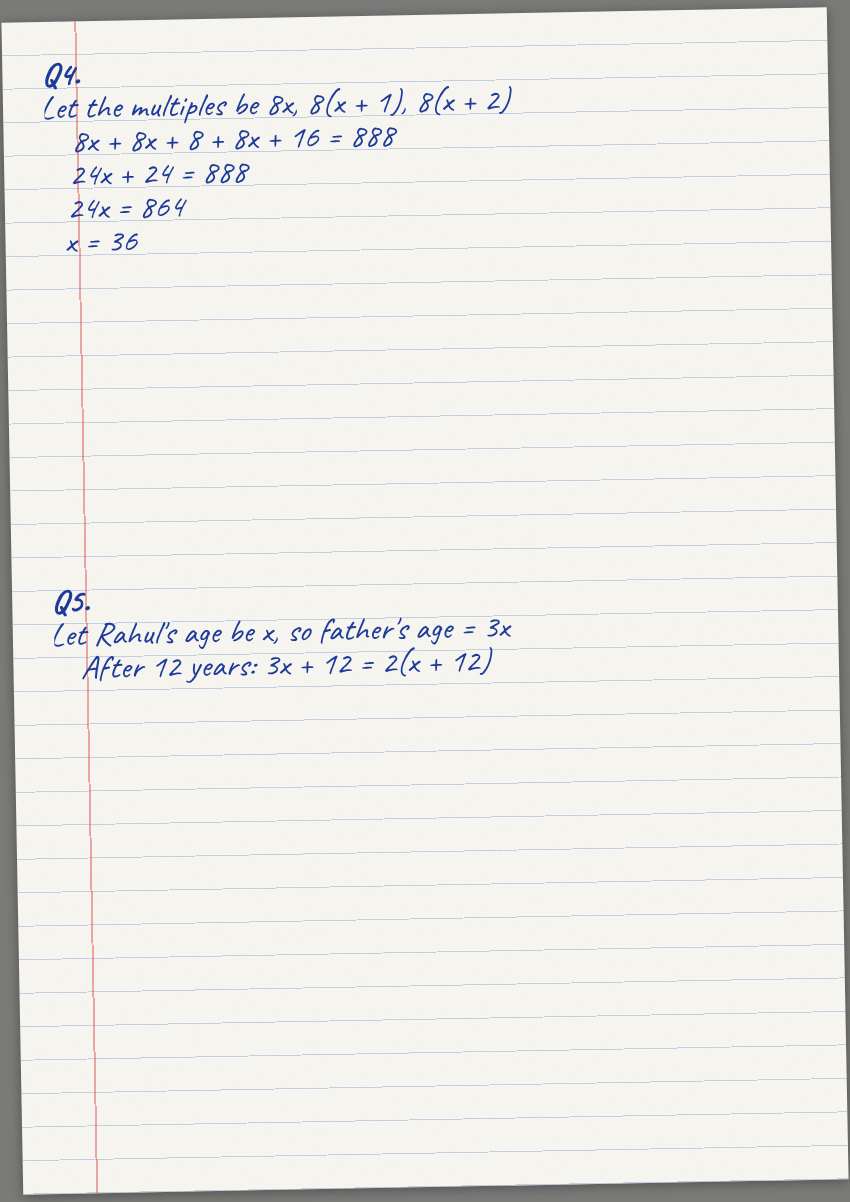 Q4.
Let the multiples be 8x, 8(x + 1), 8(x + 2)
8x + 8x + 8 + 8x + 16 = 888
24x + 24 = 888
24x = 864
x = 36
Q5.
Let Rahul's age be x, so father's age = 3x
After 12 years: 3x + 12 = 2(x + 12)